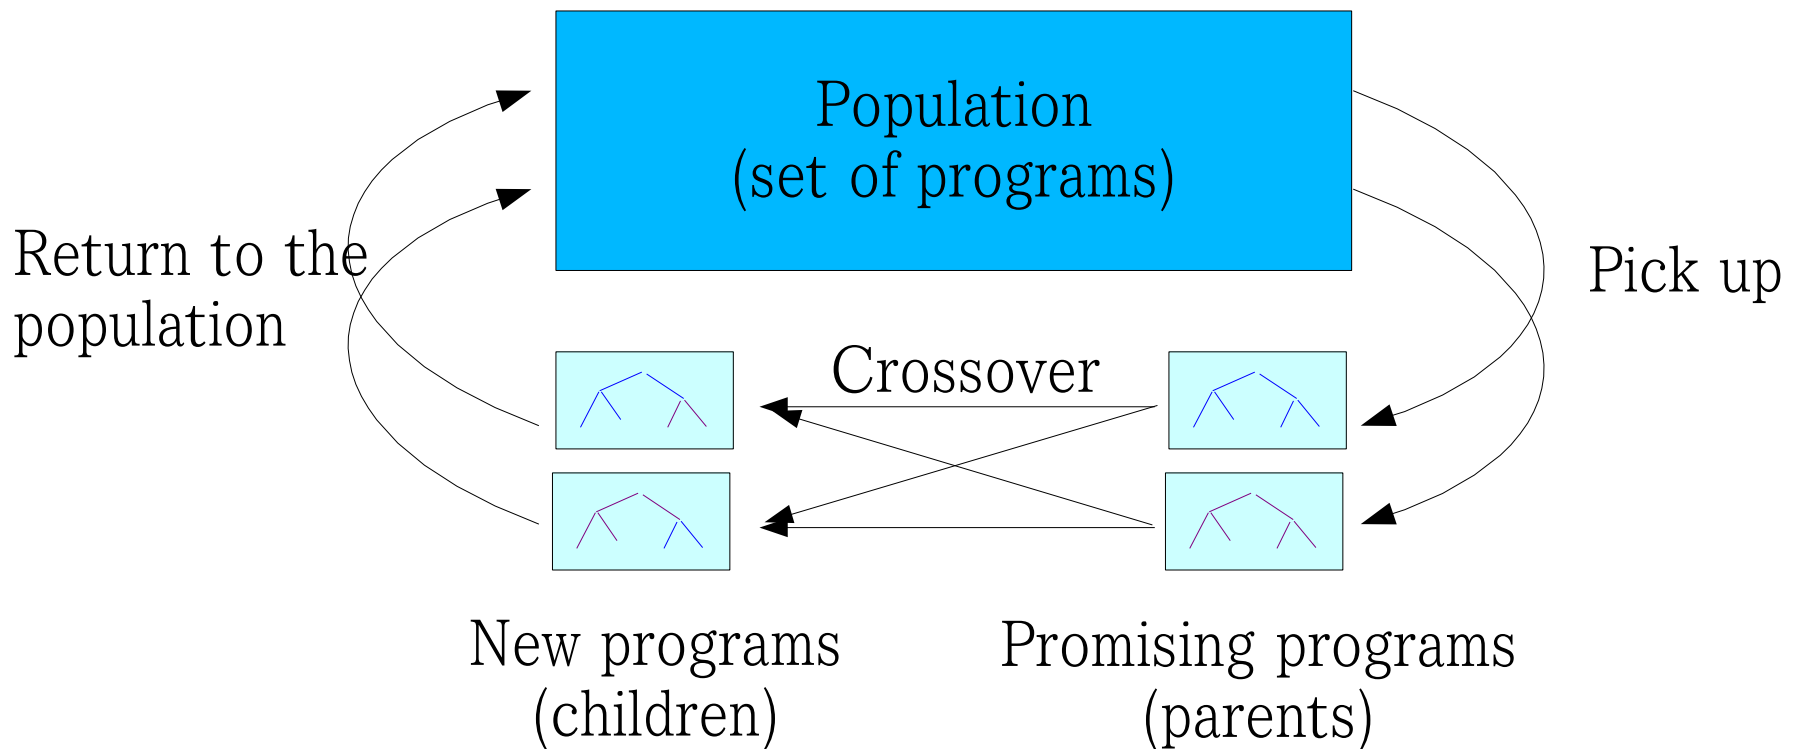 Population
(set of programs)
Return to the
population
Pick up
Crossover
New programs
(children)
Promising programs
(parents)